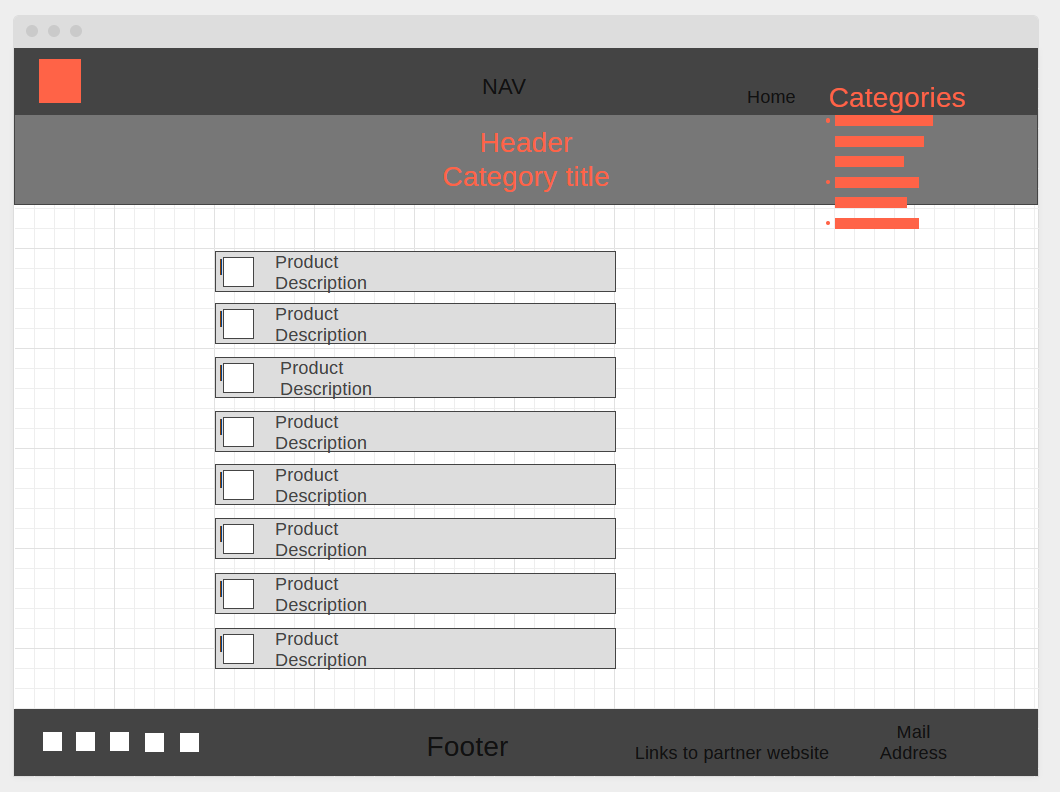 NAV
Home
Categories
Header
Category title
Product
Description
Product
Description
Product
Description
Product
Description
Product
Description
Product
Description
Product
Description
Product
Description
Footer
Links to partner website
Mail
Address